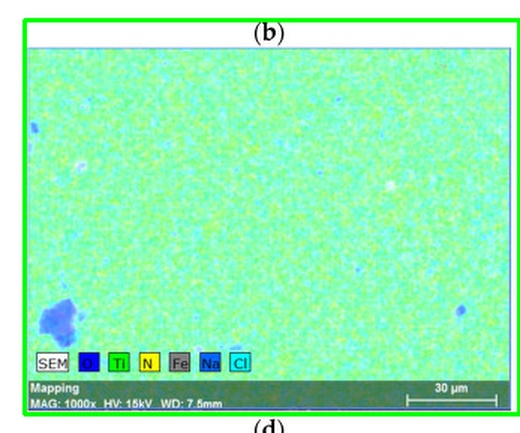 (b)
SEM O Ti N Fe Na Cl
Mapping
30 µm
MAG: 1000x HV: 15kV WD: 7.5mm
(d)